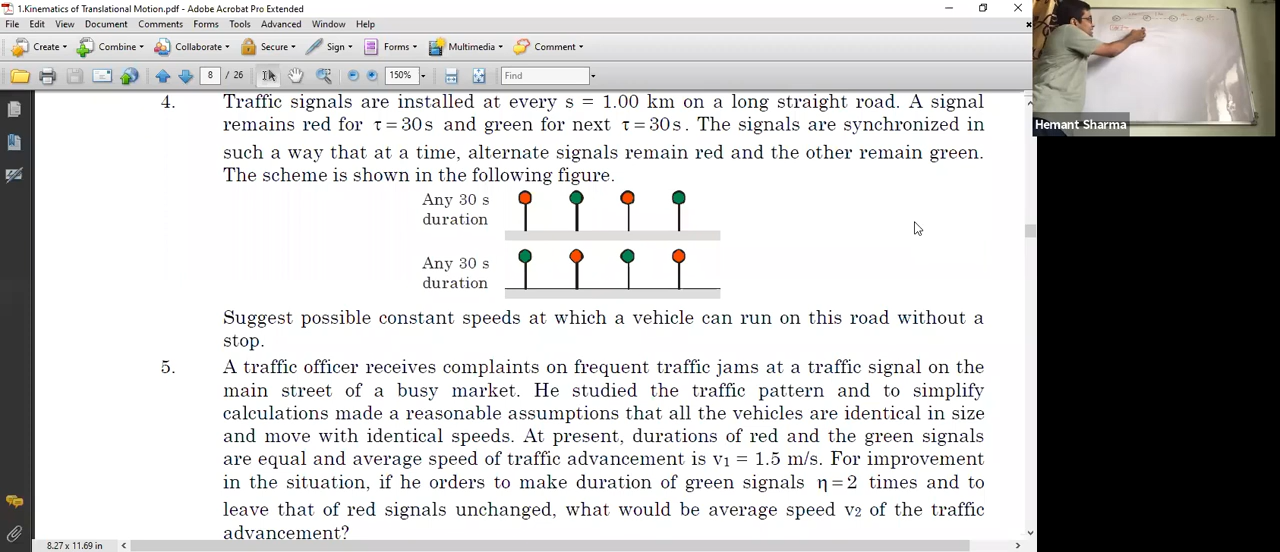 1.Kinematics of Translational Motion.pdf - Adobe Acrobat Pro Extended
File Edit View Document Comments Forms Tools Advanced Window Help
Create Combine Collaborate Secure Sign Forms Multimedia Comment
8 / 26 150% Find
Hemant Sharma
4. Traffic signals are installed at every s = 1.00 km on a long straight road. A signal
remains red for τ = 30 s and green for next τ = 30 s. The signals are synchronized in
such a way that at a time, alternate signals remain red and the other remain green.
The scheme is shown in the following figure.
Any 30 s
duration
Any 30 s
duration
Suggest possible constant speeds at which a vehicle can run on this road without a
stop.
5. A traffic officer receives complaints on frequent traffic jams at a traffic signal on the
main street of a busy market. He studied the traffic pattern and to simplify
calculations made a reasonable assumptions that all the vehicles are identical in size
and move with identical speeds. At present, durations of red and the green signals
are equal and average speed of traffic advancement is v1 = 1.5 m/s. For improvement
in the situation, if he orders to make duration of green signals η = 2 times and to
leave that of red signals unchanged, what would be average speed v2 of the traffic
advancement?
8.27 x 11.69 in